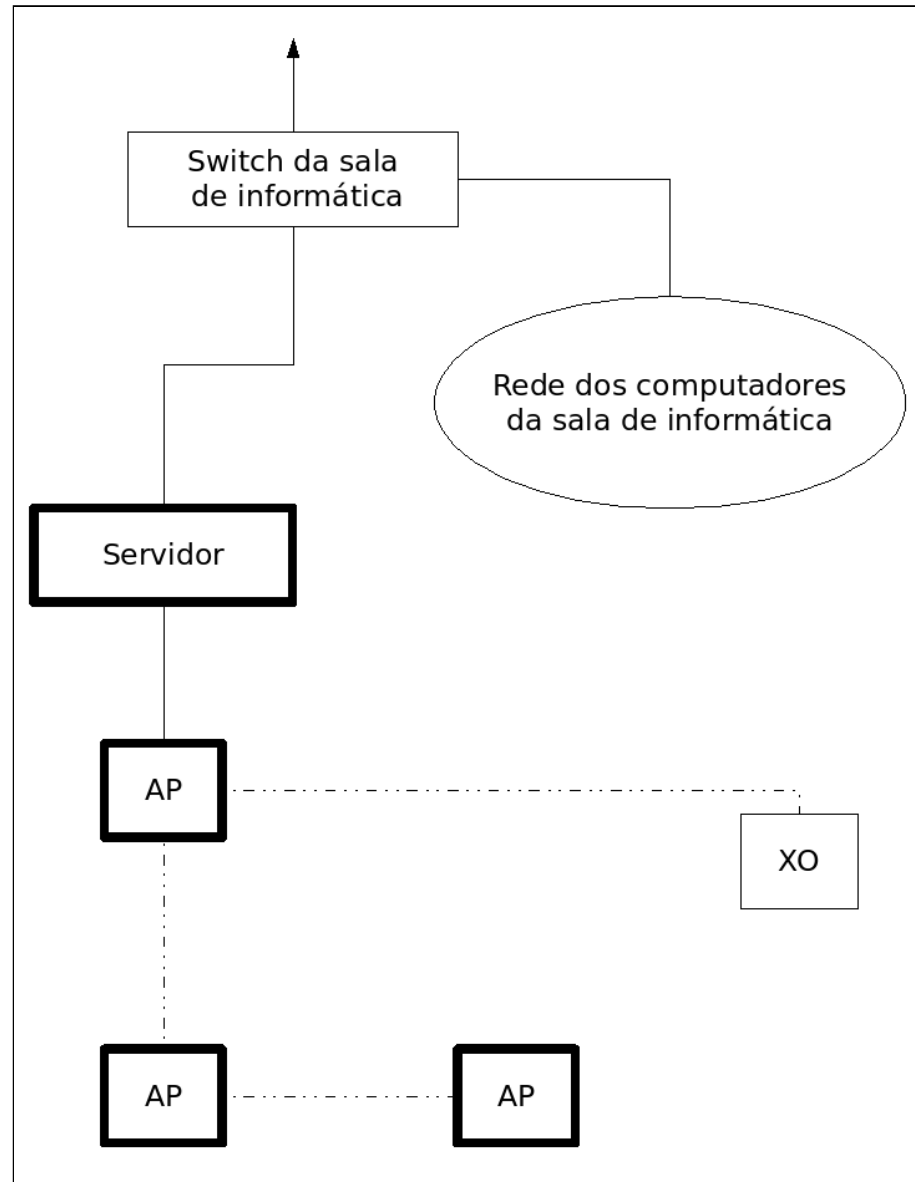 Switch da sala
de informática
Rede dos computadores
da sala de informática
Servidor
AP
XO
AP
AP